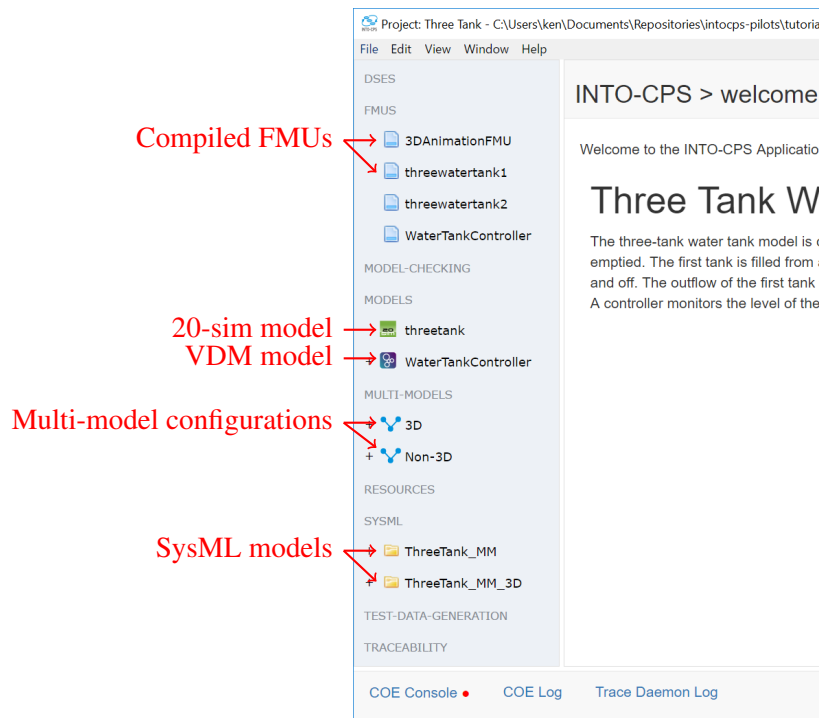 Project: Three Tank - C:\Users\ken\Documents\Repositories\intocps-pilots\tutoria
File Edit View Window Help
DSES
INTO-CPS > welcome
FMUS
Compiled FMUs
3DAnimationFMU
Welcome to the INTO-CPS Applicatio
threewatertank1
threewatertank2
Three Tank W
WaterTankController
The three-tank water tank model is
emptied. The first tank is filled from
and off. The outflow of the first tank
A controller monitors the level of the
MODEL-CHECKING
MODELS
20-sim model
threetank
VDM model
+ WaterTankController
MULTI-MODELS
Multi-model configurations
+ 3D
+ Non-3D
RESOURCES
SYSML
SysML models
+ ThreeTank_MM
+ ThreeTank_MM_3D
TEST-DATA-GENERATION
TRACEABILITY
COE Console COE Log Trace Daemon Log